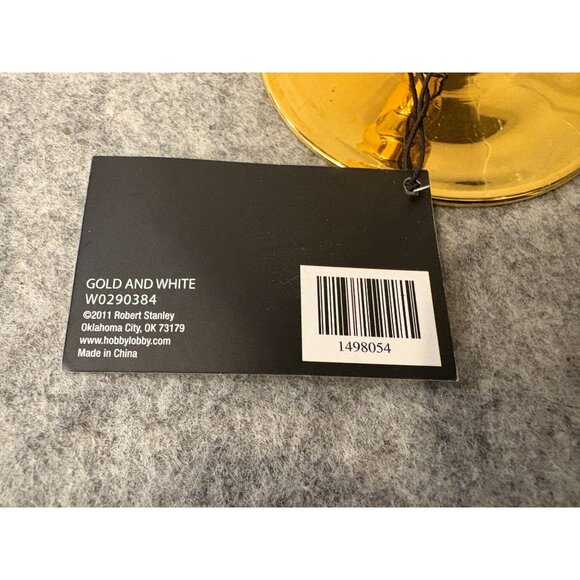 GOLD AND WHITE
W0290384
©2011 Robert Stanley
Oklahoma City, OK 73179
www.hobbylobby.com
Made in China
1498054